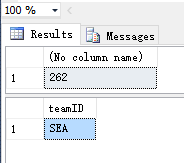 100 %
Results Messages
(No column name)
1 262
teamID
1 SEA